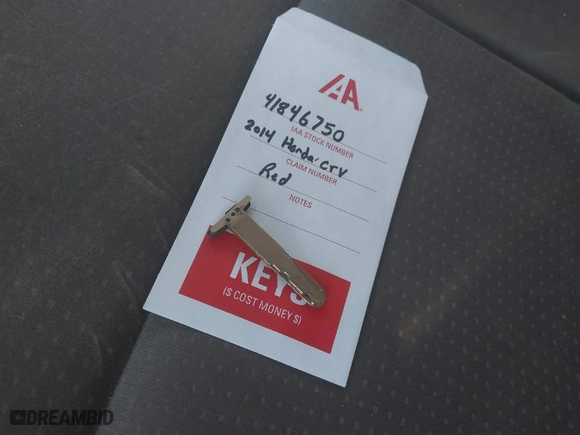 IAA
41846750
IAA STOCK NUMBER
2014 Honda crv
CLAIM NUMBER
Red
NOTES
KEYS
($ COST MONEY $)
DREAMBID